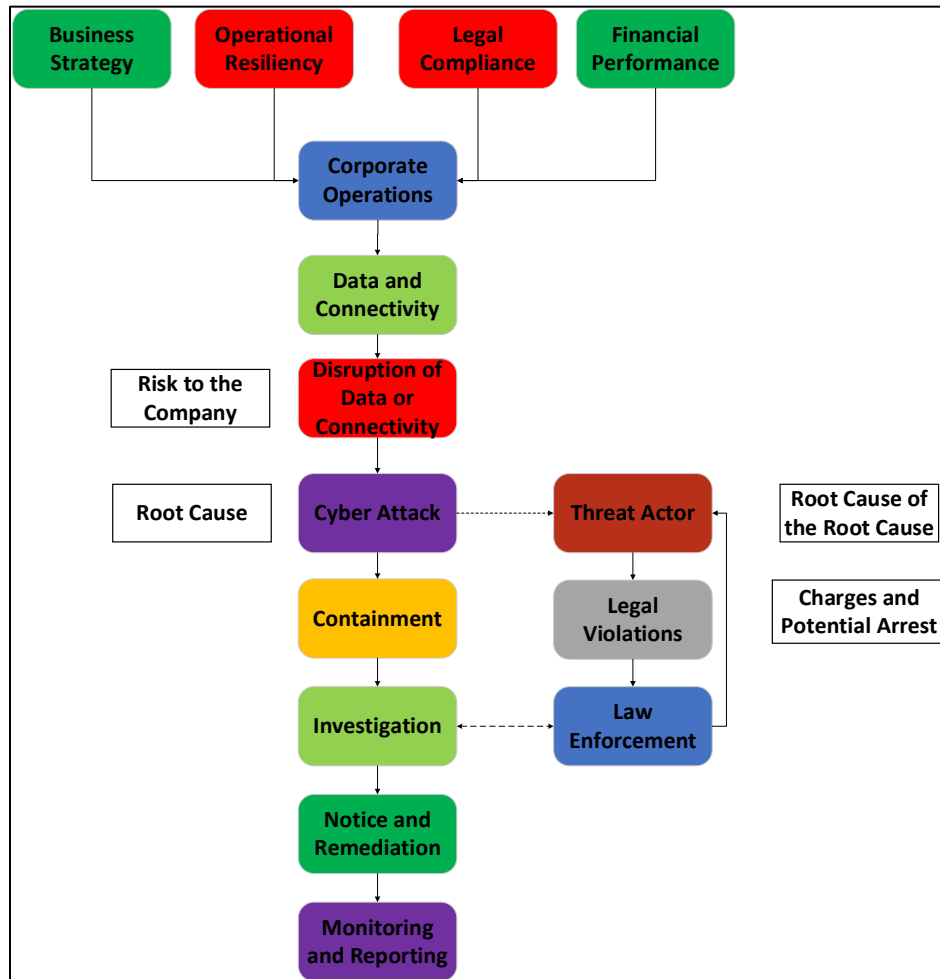 Business
Strategy
Operational
Resiliency
Legal
Compliance
Financial
Performance
Corporate
Operations
Data and
Connectivity
Risk to the
Company
Disruption of
Data or
Connectivity
Root Cause
Cyber Attack
Threat Actor
Root Cause of
the Root Cause
Containment
Legal
Violations
Charges and
Potential Arrest
Investigation
Law
Enforcement
Notice and
Remediation
Monitoring
and Reporting